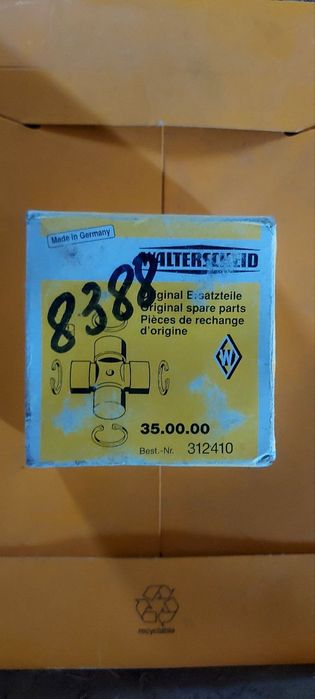 Made in Germany
WALTERSCHEID
8388
Original Ersatzteile
Original spare parts
Pièces de rechange
d'origine
W
35.00.00
Best.-Nr. 312410
recyclable